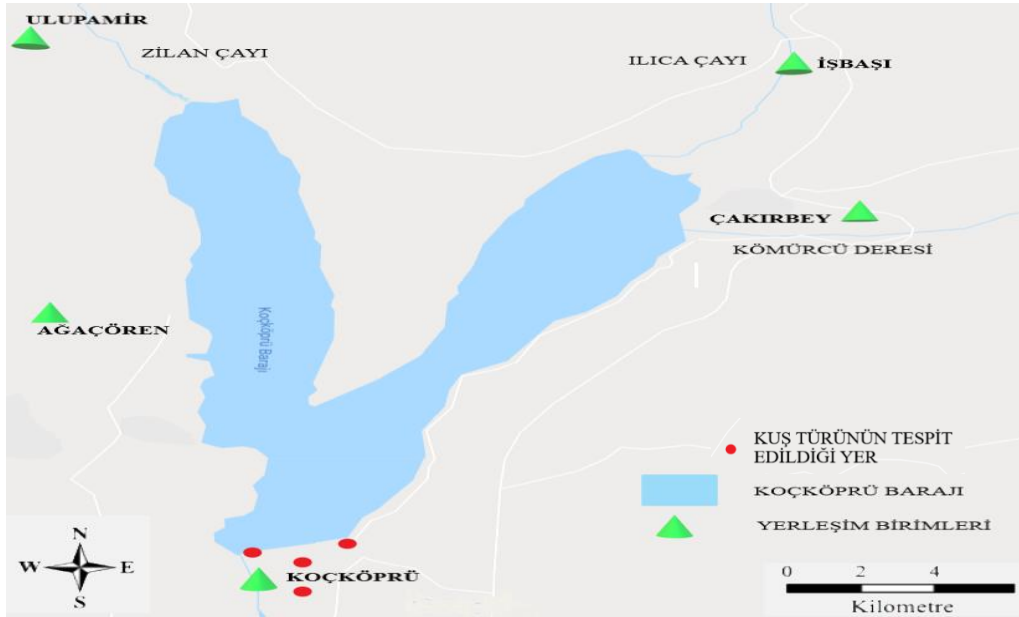 ULUPAMİR
ZİLAN ÇAYI
ILICA ÇAYI
İŞBAŞI
ÇAKIRBEY
KÖMÜRCÜ DERESİ
Koçköprü Barajı
AĞAÇÖREN
KUŞ TÜRÜNÜN TESPİT
EDİLDİĞİ YER
KOÇKÖPRÜ BARAJI
YERLEŞİM BİRİMLERİ
N
W
E
S
KOÇKÖPRÜ
0 2 4
Kilometre